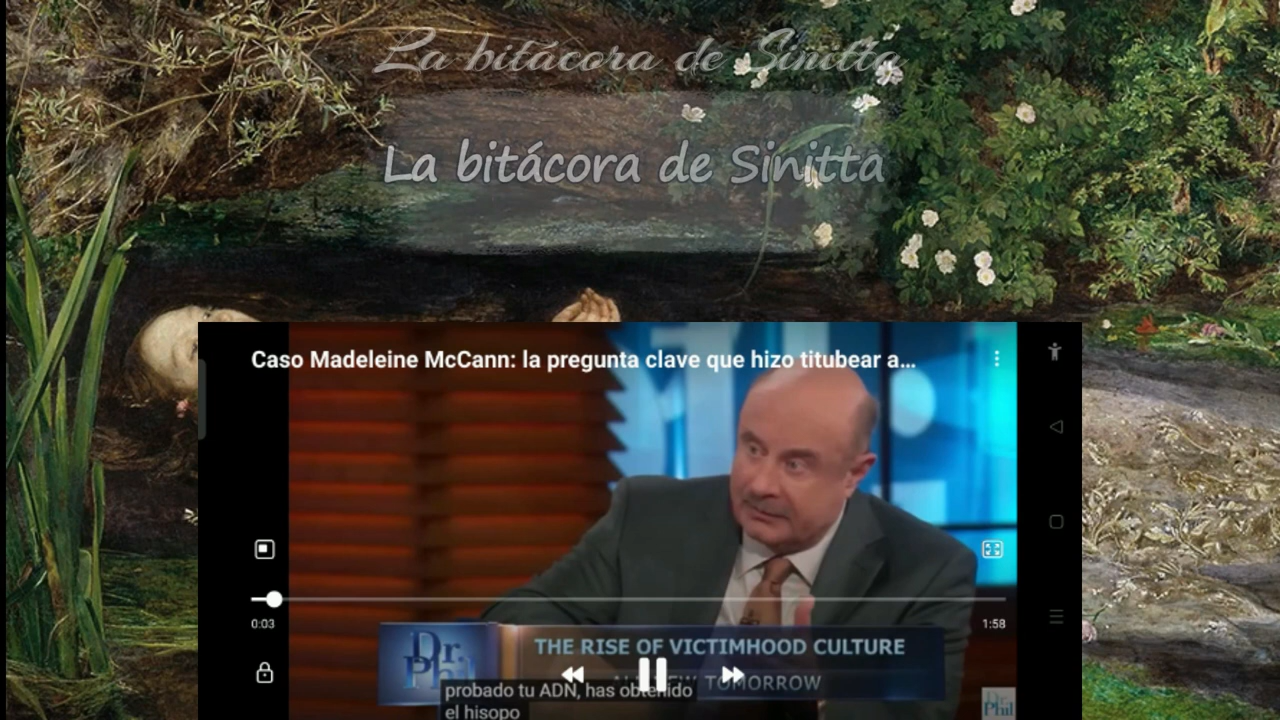 La bitácora de Sinitta
La bitácora de Sinitta
Caso Madeleine McCann: la pregunta clave que hizo titubear a…
0:03
1:58
Dr.
Phil
THE RISE OF VICTIMHOOD CULTURE
TOMORROW
probado tu ADN, has obtenido
el hisopo
Dr.
Phil